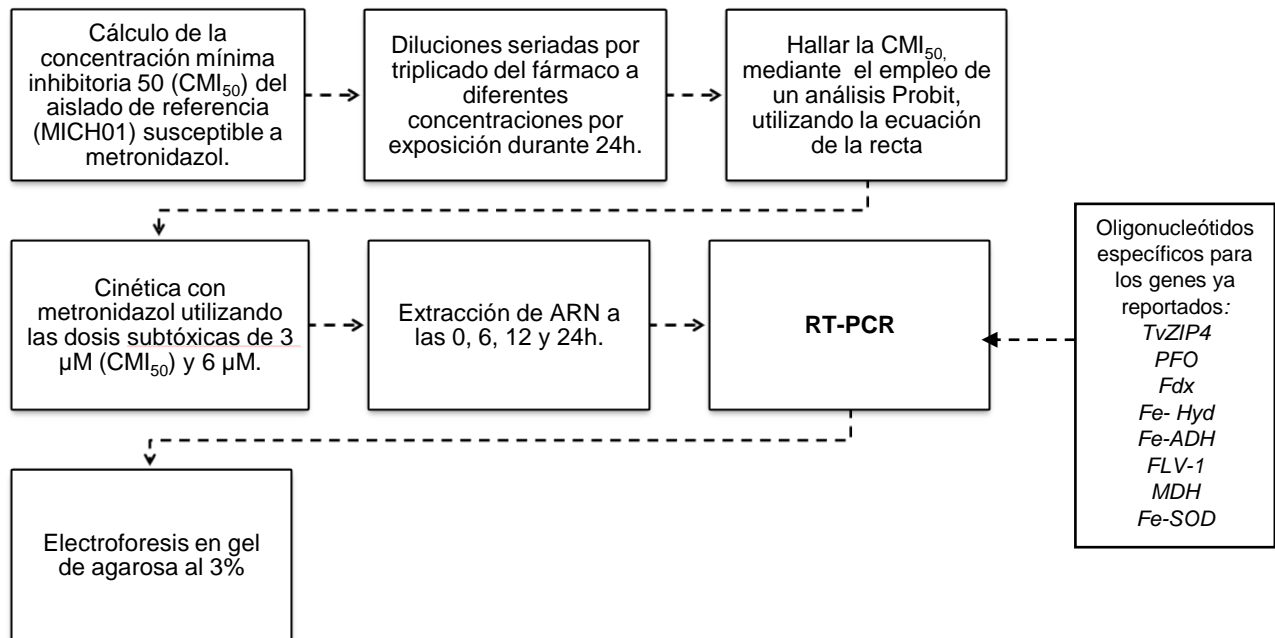 Cálculo de la
concentración mínima
inhibitoria 50 (CMI₅₀) del
aislado de referencia
(MICH01) susceptible a
metronidazol.
Diluciones seriadas por
triplicado del fármaco a
diferentes
concentraciones por
exposición durante 24h.
Hallar la CMI₅₀,
mediante el empleo de
un análisis Probit,
utilizando la ecuación
de la recta
Cinética con
metronidazol utilizando
las dosis subtóxicas de 3
µM (CMI₅₀) y 6 µM.
Extracción de ARN a
las 0, 6, 12 y 24h.
RT-PCR
Oligonucleótidos
específicos para
los genes ya
reportados:
TvZIP4
PFO
Fdx
Fe- Hyd
Fe-ADH
FLV-1
MDH
Fe-SOD
Electroforesis en gel
de agarosa al 3%